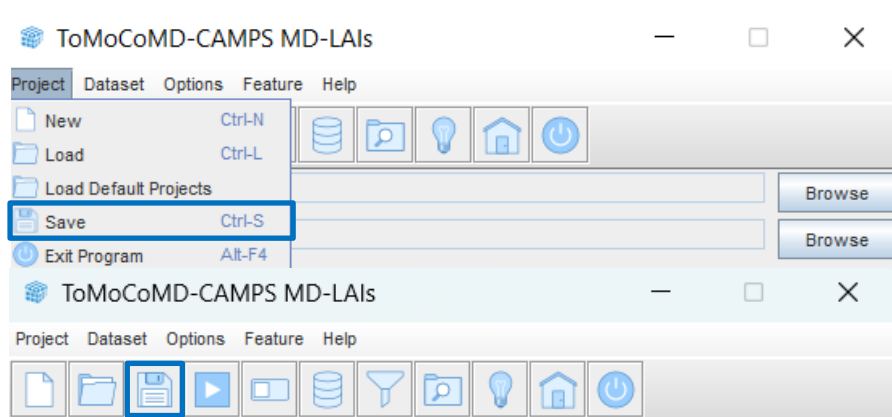 ToMoCoMD-CAMPS MD-LAIs
Project Dataset Options Feature Help
New Ctrl-N
Load Ctrl-L
Load Default Projects
Browse
Save Ctrl-S
Browse
Exit Program Alt-F4
ToMoCoMD-CAMPS MD-LAIs
Project Dataset Options Feature Help